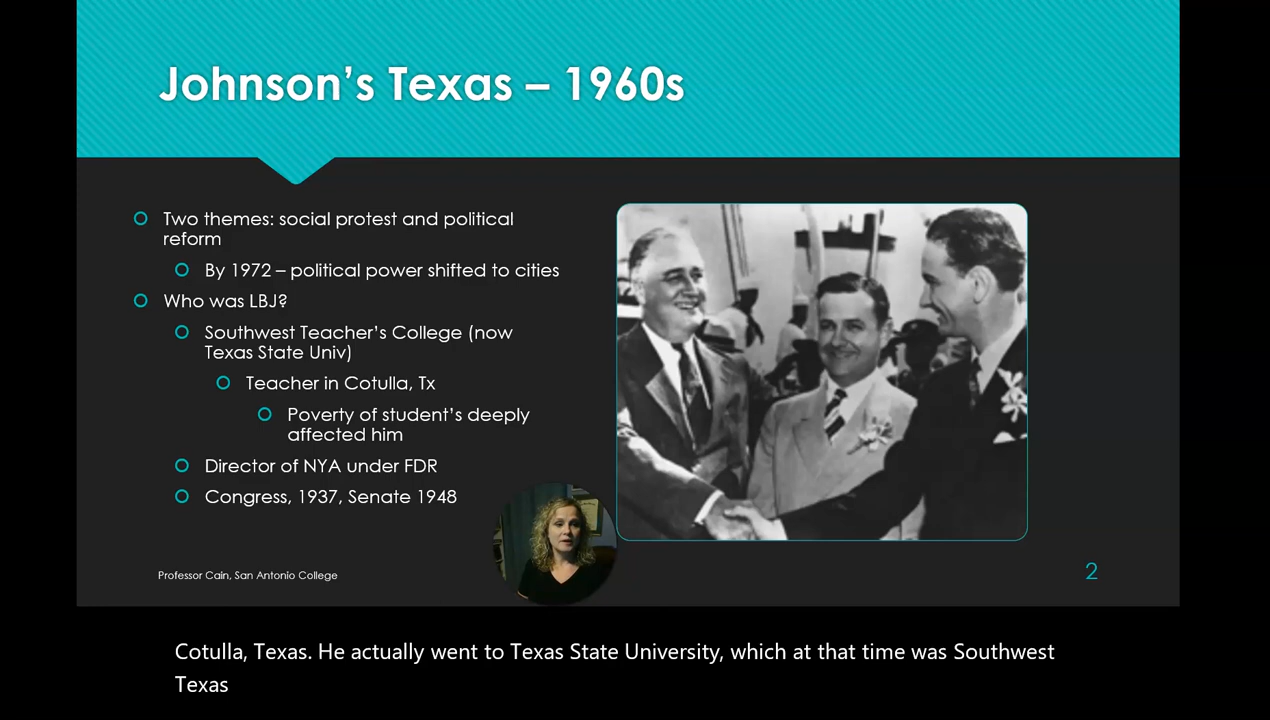 Johnson's Texas – 1960s
Two themes: social protest and political
reform
By 1972 – political power shifted to cities
Who was LBJ?
Southwest Teacher's College (now
Texas State Univ)
Teacher in Cotulla, Tx
Poverty of student's deeply
affected him
Director of NYA under FDR
Congress, 1937, Senate 1948
Professor Cain, San Antonio College
2
Cotulla, Texas. He actually went to Texas State University, which at that time was Southwest
Texas